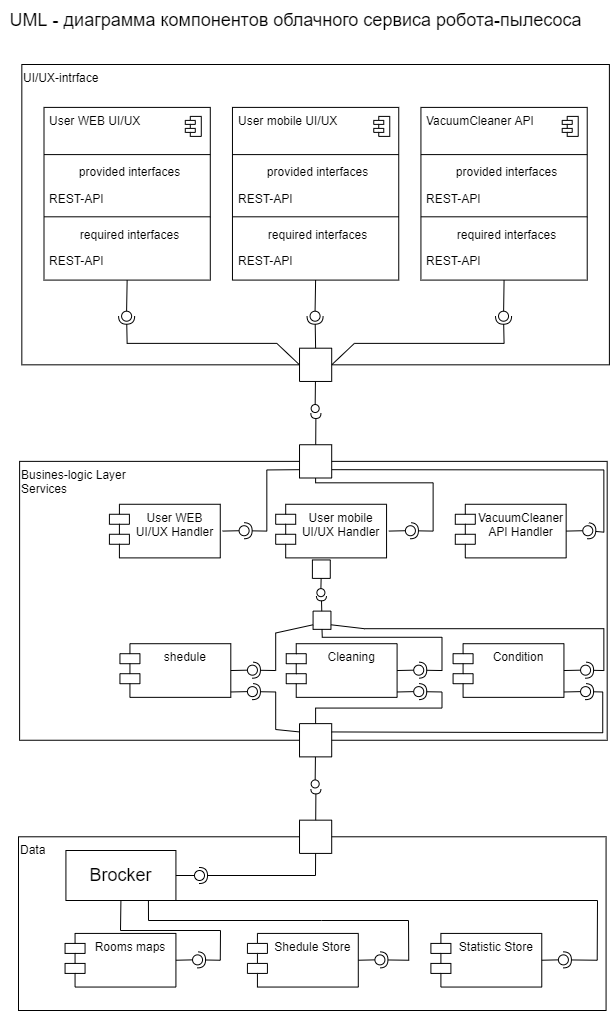 UML - диаграмма компонентов облачного сервиса робота-пылесоса
UI/UX-intrface
User WEB UI/UX
provided interfaces
REST-API
required interfaces
REST-API
User mobile UI/UX
provided interfaces
REST-API
required interfaces
REST-API
VacuumCleaner API
provided interfaces
REST-API
required interfaces
REST-API
Busines-logic Layer
Services
User WEB
UI/UX Handler
User mobile
UI/UX Handler
VacuumCleaner
API Handler
shedule
Cleaning
Condition
Data
Brocker
Rooms maps
Shedule Store
Statistic Store